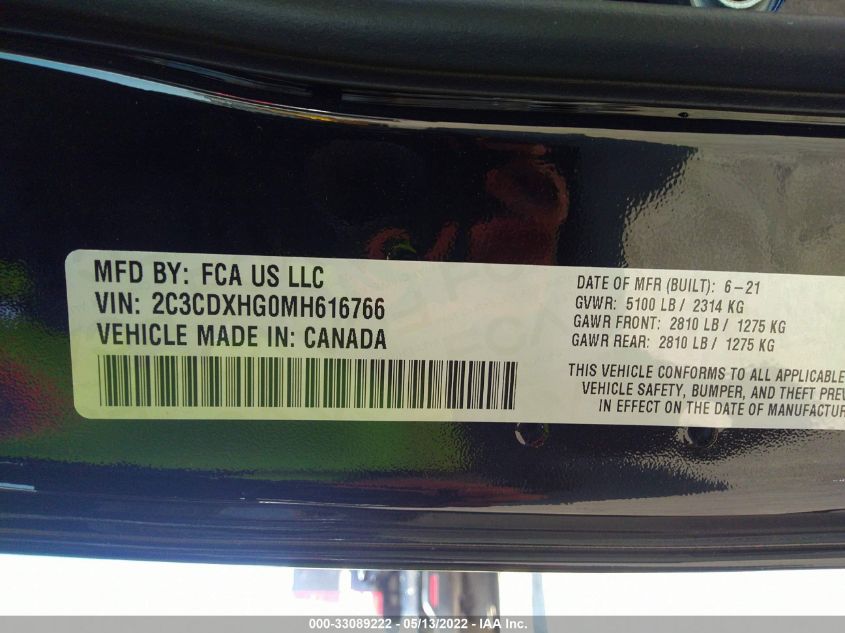 MFD BY: FCA US LLC
VIN: 2C3CDXHG0MH616766
VEHICLE MADE IN: CANADA
DATE OF MFR (BUILT): 6-21
GVWR: 5100 LB / 2314 KG
GAWR FRONT: 2810 LB / 1275 KG
GAWR REAR: 2810 LB / 1275 KG
THIS VEHICLE CONFORMS TO ALL APPLICABLE
VEHICLE SAFETY, BUMPER, AND THEFT PREV
IN EFFECT ON THE DATE OF MANUFACTUR
000-33089222 - 05/13/2022 - IAA Inc.